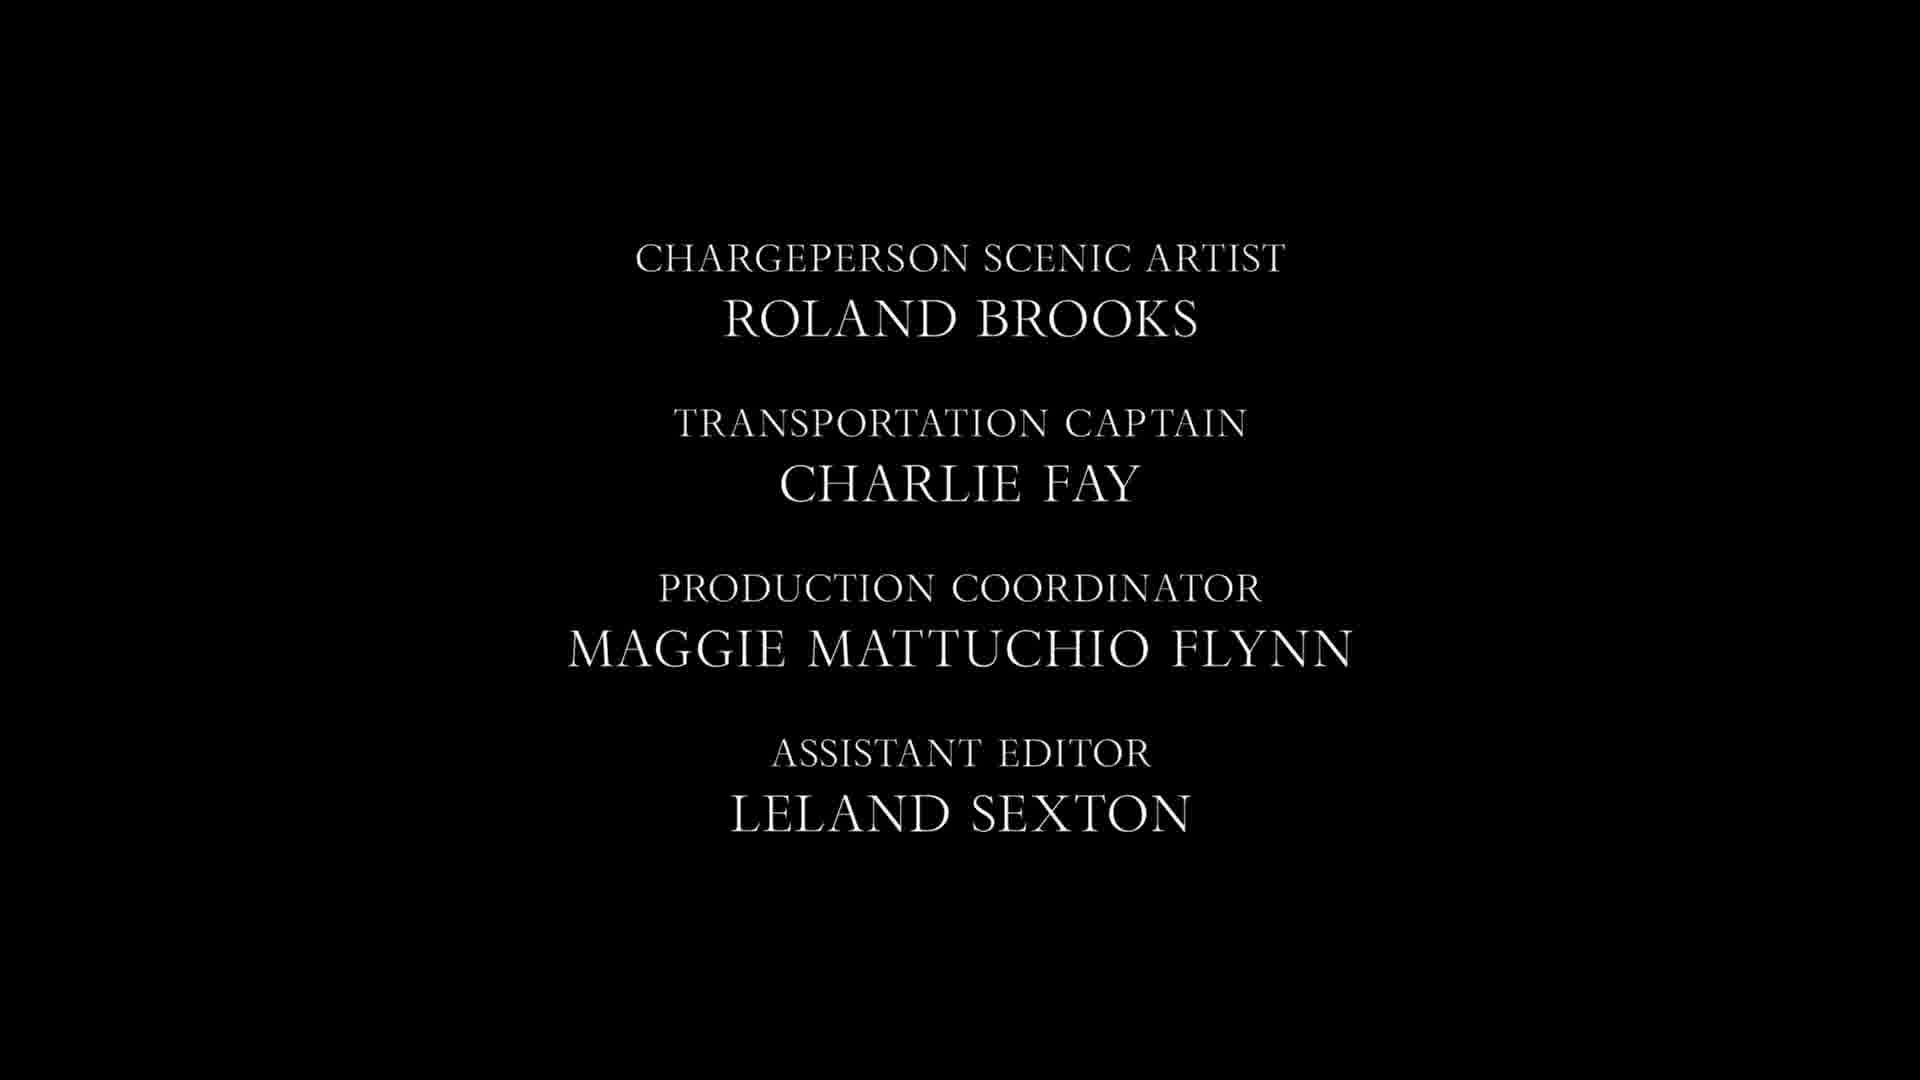 CHARGEPERSON SCENIC ARTIST
ROLAND BROOKS
TRANSPORTATION CAPTAIN
CHARLIE FAY
PRODUCTION COORDINATOR
MAGGIE MATTUCHIO FLYNN
ASSISTANT EDITOR
LELAND SEXTON